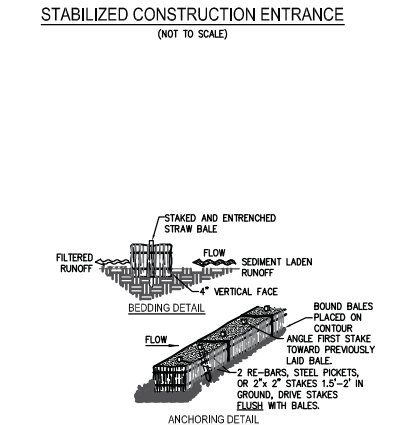 STABILIZED CONSTRUCTION ENTRANCE
(NOT TO SCALE)
STAKED AND ENTRENCHED
STRAW BALE
FILTERED
RUNOFF
FLOW
SEDIMENT LADEN
RUNOFF
4" VERTICAL FACE
BEDDING DETAIL
FLOW
BOUND BALES
PLACED ON
CONTOUR
ANGLE FIRST STAKE
TOWARD PREVIOUSLY
LAID BALE.
2 RE-BARS, STEEL PICKETS,
OR 2"x 2" STAKES 1.5'-2' IN
GROUND, DRIVE STAKES
FLUSH WITH BALES.
ANCHORING DETAIL